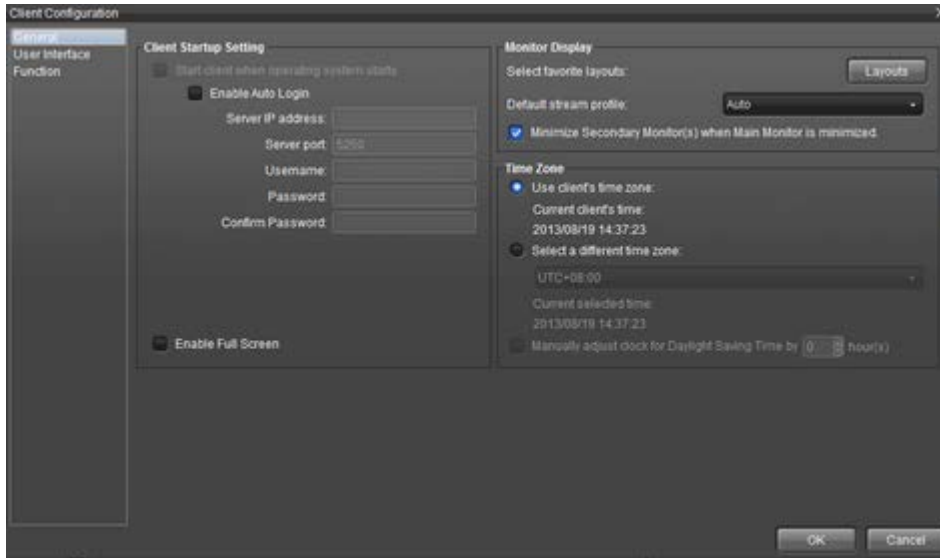 Client Configuration
General
User Interface
Function
Client Startup Setting
Start client when operating system starts
Enable Auto Login
Server IP address:
Server port: 5250
Username:
Password:
Confirm Password:
Enable Full Screen
Monitor Display
Select favorite layouts:
Layouts
Default stream profile:
Auto
Minimize Secondary Monitor(s) when Main Monitor is minimized.
Time Zone
Use client's time zone:
Current client's time:
2013/08/19 14:37:23
Select a different time zone:
UTC+08:00
Current selected time:
2013/08/19 14:37:23
Manually adjust clock for Daylight Saving Time by 0 hour(s)
OK
Cancel